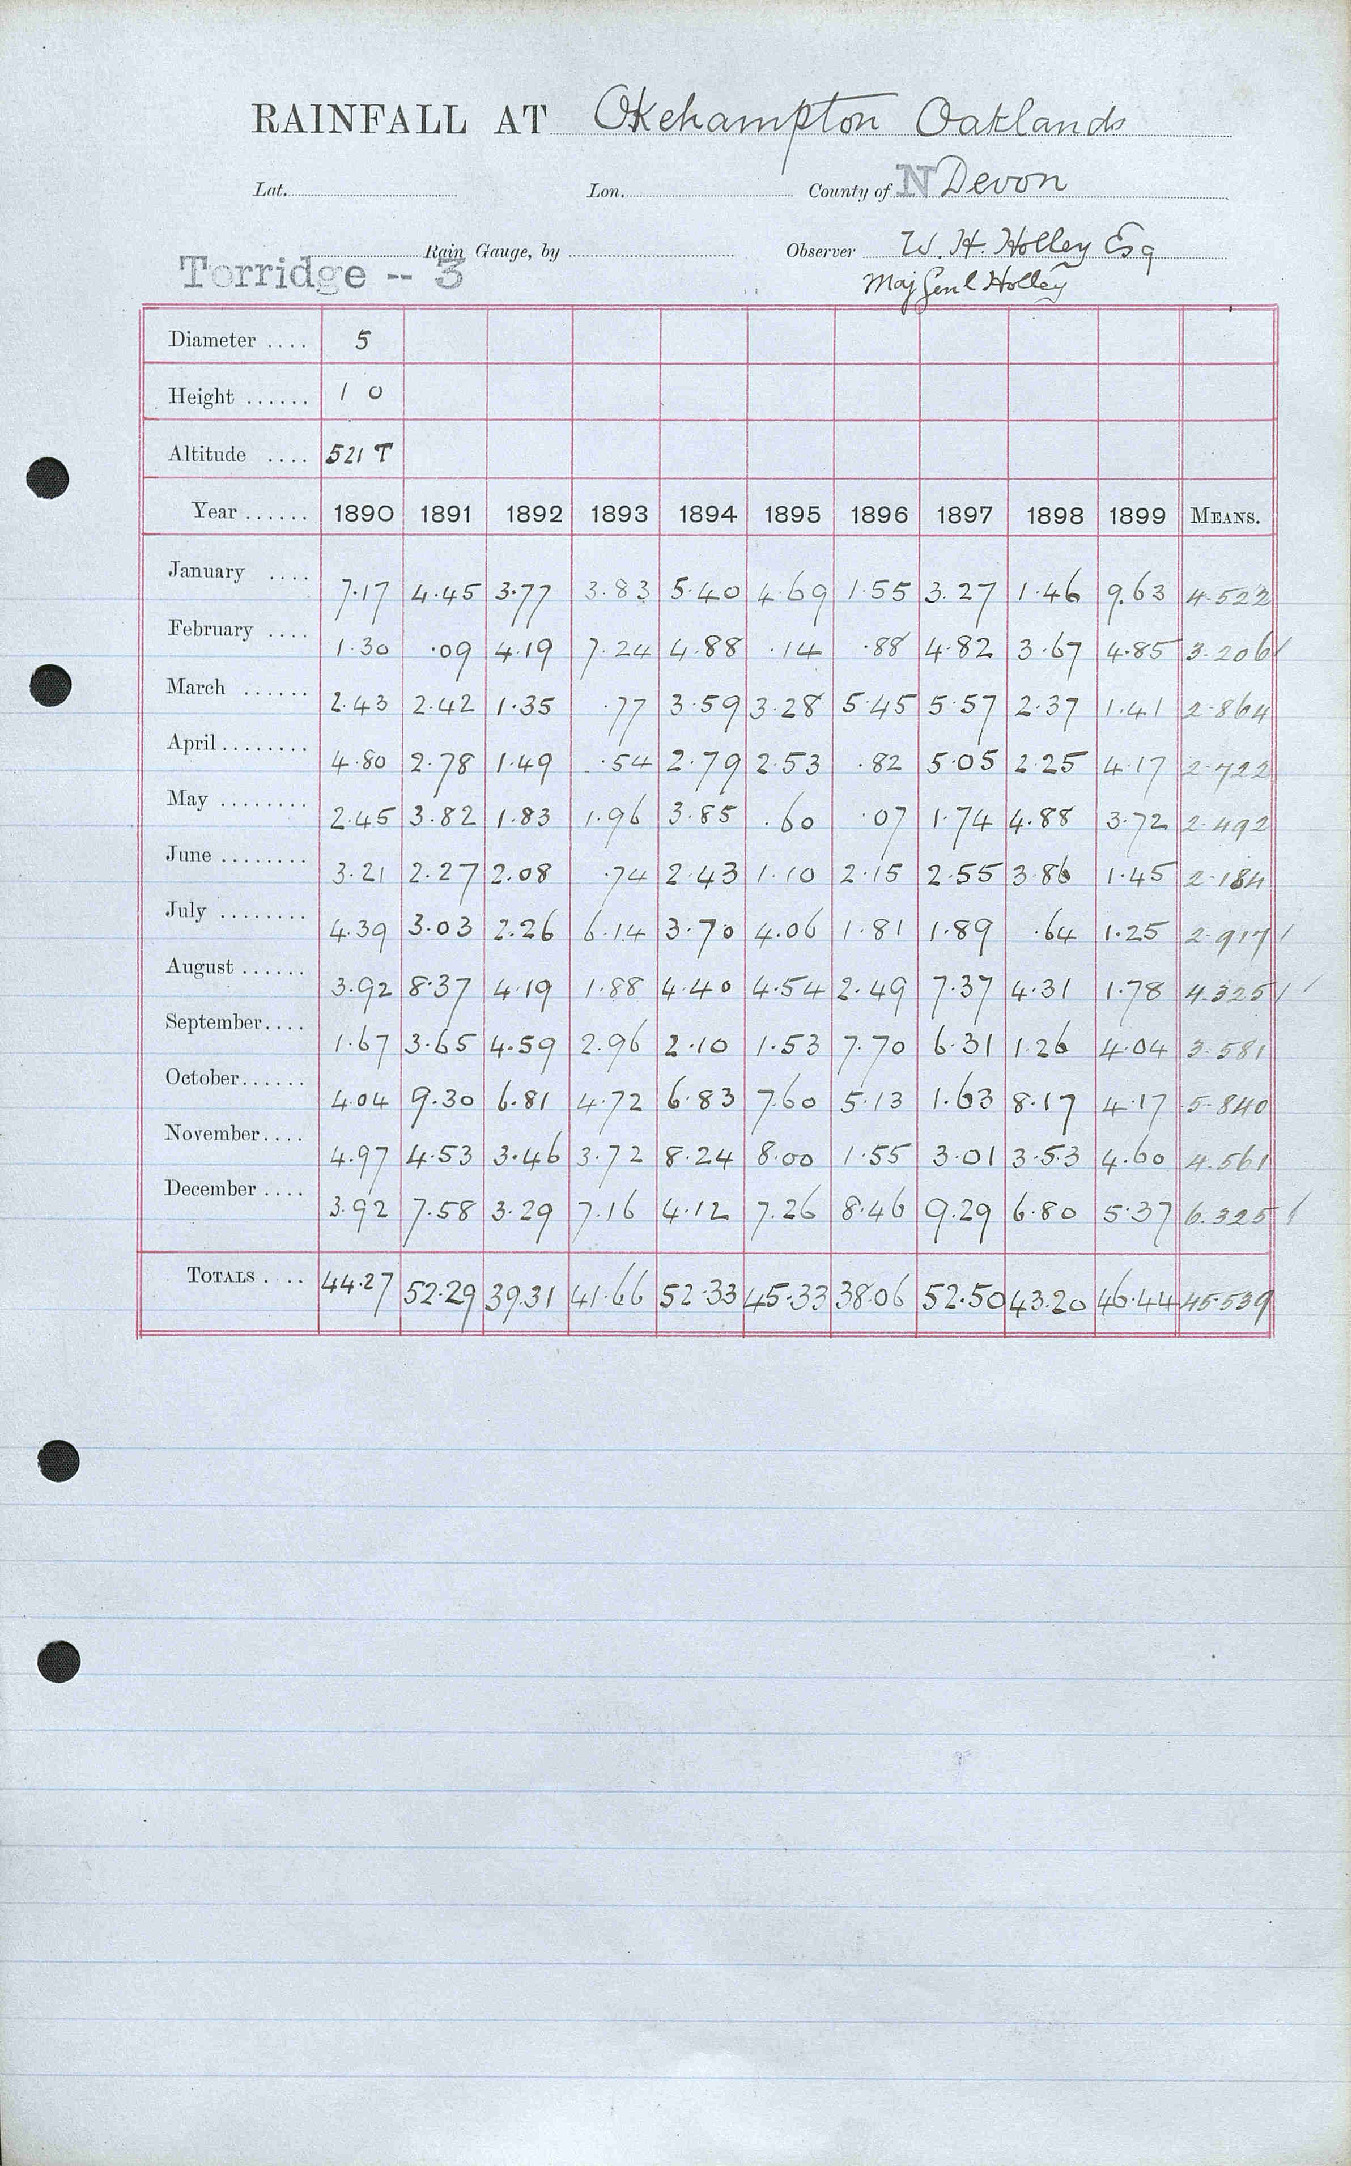 RAINFALL AT Okehampton Oaklands
Lat. Lon. County of N Devon
Rain Gauge, by Observer W. H. Holley Esq
Torridge -- 3 Maj Genl Holley
Diameter .... 5
Height ...... 1 0
Altitude .... 521 T
Year ...... 1890 1891 1892 1893 1894 1895 1896 1897 1898 1899 MEANS.
January .... 7.17 4.45 3.77 3.83 5.40 4.69 1.55 3.27 1.46 9.63 4.522
February .... 1.30 .09 4.19 7.24 4.88 .14 .88 4.82 3.67 4.85 3.206
March ...... 2.43 2.42 1.35 .77 3.59 3.28 5.45 5.57 2.37 1.41 2.864
April ........ 4.80 2.78 1.49 .54 2.79 2.53 .82 5.05 2.25 4.17 2.722
May ........ 2.45 3.82 1.83 1.96 3.85 .60 .07 1.74 4.88 3.72 2.492
June ........ 3.21 2.27 2.08 .74 2.43 1.10 2.15 2.55 3.86 1.45 2.184
July ........ 4.39 3.03 2.26 6.14 3.70 4.06 1.81 1.89 .64 1.25 2.917
August ...... 3.92 8.37 4.19 1.88 4.40 4.54 2.49 7.37 4.31 1.78 4.325
September .... 1.67 3.65 4.59 2.96 2.10 1.53 7.70 6.31 1.26 4.04 3.581
October ...... 4.04 9.30 6.81 4.72 6.83 7.60 5.13 1.63 8.17 4.17 5.840
November .... 4.97 4.53 3.46 3.72 8.24 8.00 1.55 3.01 3.53 4.60 4.561
December .... 3.92 7.58 3.29 7.16 4.12 7.26 8.46 9.29 6.80 5.37 6.325
TOTALS .... 44.27 52.29 39.31 41.66 52.33 45.33 38.06 52.50 43.20 46.44 45.539